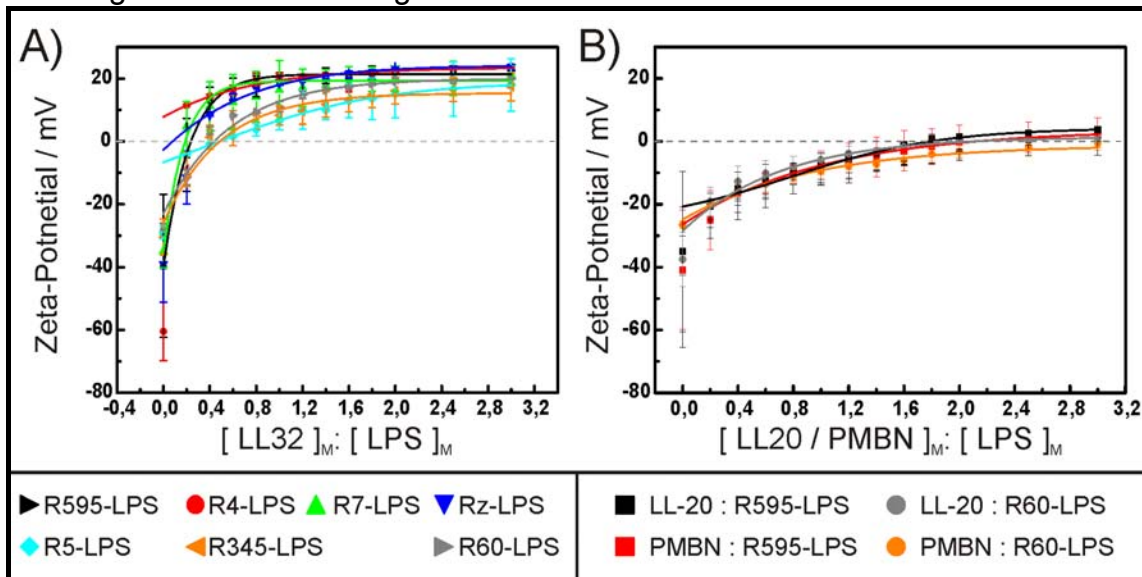 A)
Zeta-Potnetial / mV
20
0
-20
-40
-60
-80
-0,4 0,0 0,4 0,8 1,2 1,6 2,0 2,4 2,8 3,2
[ LL32 ]M: [ LPS ]M
B)
Zeta-Potnetial / mV
20
0
-20
-40
-60
-80
0,0 0,4 0,8 1,2 1,6 2,0 2,4 2,8 3,2
[ LL20 / PMBN ]M: [ LPS ]M
R595-LPS R4-LPS R7-LPS Rz-LPS
R5-LPS R345-LPS R60-LPS
LL-20 : R595-LPS LL-20 : R60-LPS
PMBN : R595-LPS PMBN : R60-LPS